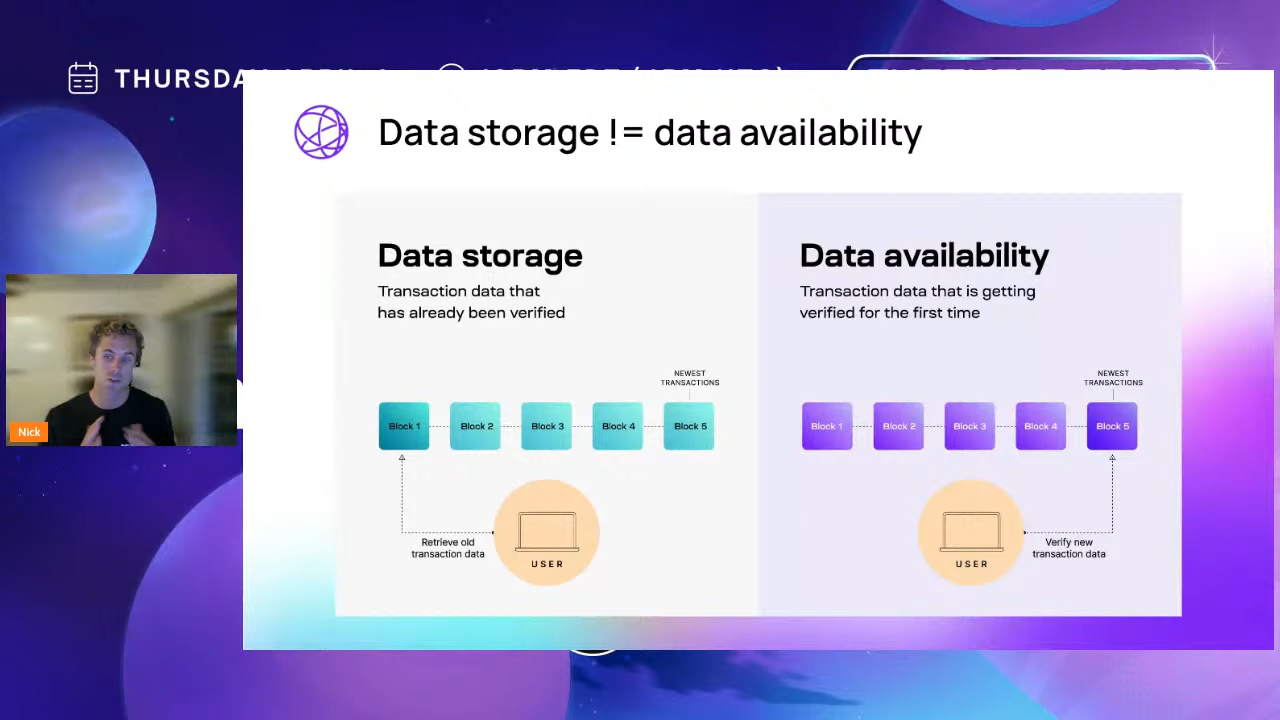 THURSDAY
Data storage != data availability
Data storage
Transaction data that
has already been verified
NEWEST
TRANSACTIONS
Block 1
Block 2
Block 3
Block 4
Block 5
Retrieve old
transaction data
USER
Data availability
Transaction data that is getting
verified for the first time
NEWEST
TRANSACTIONS
Block 1
Block 2
Block 3
Block 4
Block 5
Verify new
transaction data
USER
Nick